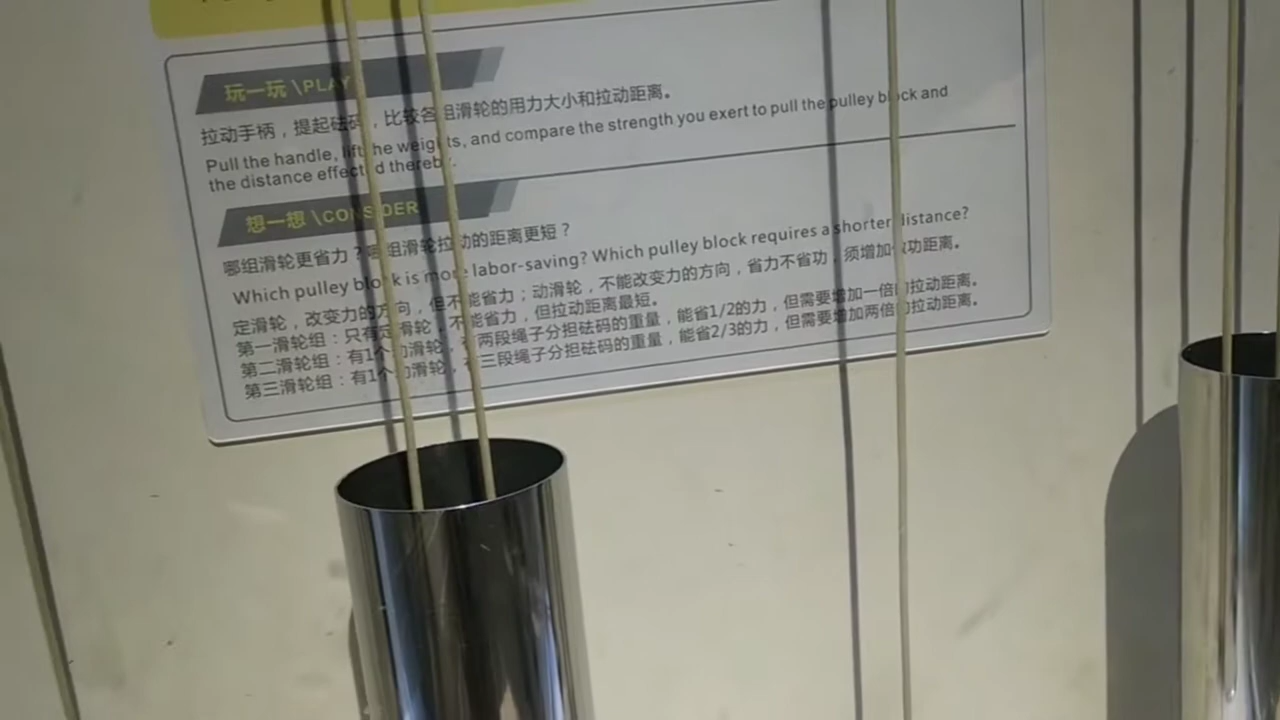 玩一玩 \PLAY
拉动手柄，提起砝码，比较各组滑轮的用力大小和拉动距离。
Pull the handle, lift the weights, and compare the strength you exert to pull the pulley block and
the distance effected thereby.
想一想 \CONSIDER
哪组滑轮更省力？哪组滑轮拉动的距离更短？
Which pulley block is more labor-saving? Which pulley block requires a shorter distance?
定滑轮，改变力的方向，但不能省力；动滑轮，不能改变力的方向，省力不省功，须增加做功距离。
第一滑轮组：只有定滑轮，不能省力，但拉动距离最短。
第二滑轮组：有1个动滑轮，有两段绳子分担砝码的重量，能省1/2的力，但需要增加一倍的拉动距离。
第三滑轮组：有1个动滑轮，有三段绳子分担砝码的重量，能省2/3的力，但需要增加两倍的拉动距离。